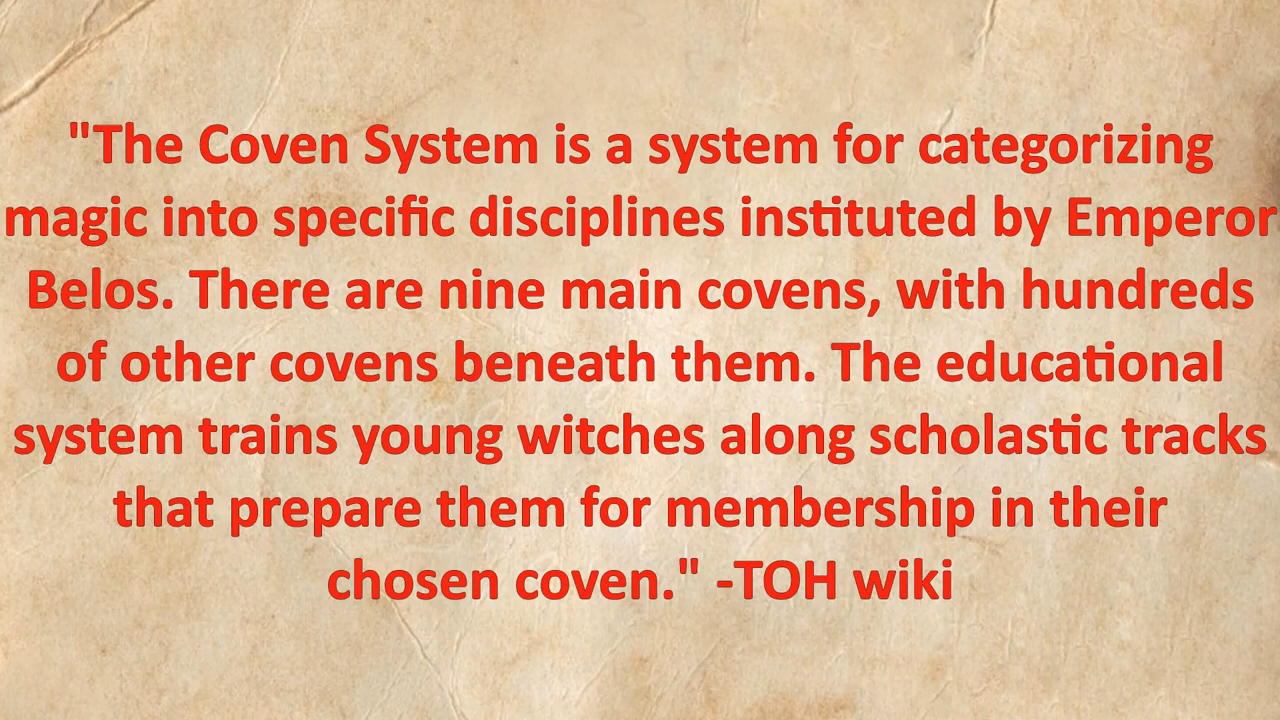 "The Coven System is a system for categorizing
magic into specific disciplines instituted by Emperor
Belos. There are nine main covens, with hundreds
of other covens beneath them. The educational
system trains young witches along scholastic tracks
that prepare them for membership in their
chosen coven." -TOH wiki